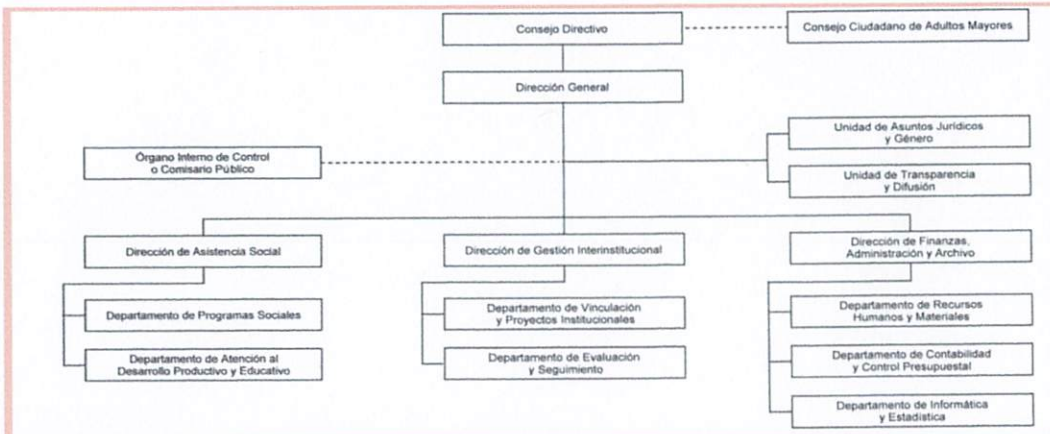 Consejo Directivo
Consejo Ciudadano de Adultos Mayores
Dirección General
Unidad de Asuntos Jurídicos
y Género
Órgano Interno de Control
o Comisario Público
Unidad de Transparencia
y Difusión
Dirección de Asistencia Social
Dirección de Gestión Interinstitucional
Dirección de Finanzas,
Administración y Archivo
Departamento de Programas Sociales
Departamento de Vinculación
y Proyectos Institucionales
Departamento de Recursos
Humanos y Materiales
Departamento de Atención al
Desarrollo Productivo y Educativo
Departamento de Evaluación
y Seguimiento
Departamento de Contabilidad
y Control Presupuestal
Departamento de Informática
y Estadística